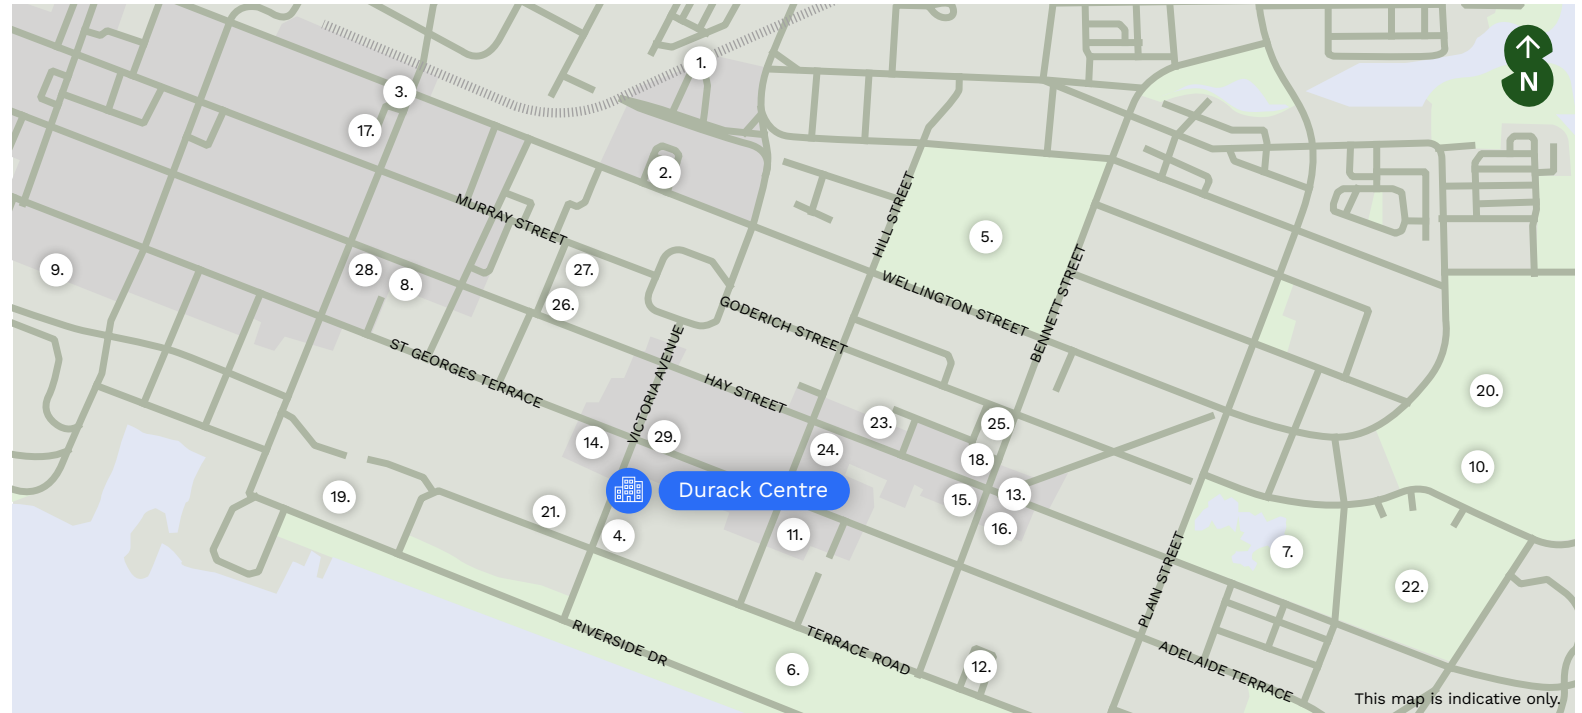 1.
N
3.
17.
2.
MURRAY STREET
HILL STREET
5.
9.
28.
8.
27.
26.
WELLINGTON STREET
BENNETT STREET
GODERICH STREET
ST GEORGES TERRACE
VICTORIA AVENUE
HAY STREET
20.
14.
29.
23.
25.
24.
18.
10.
19.
21.
Durack Centre
15.
13.
4.
11.
16.
7.
22.
PLAIN STREET
RIVERSIDE DR
6.
TERRACE ROAD
12.
ADELAIDE TERRACE
This map is indicative only.